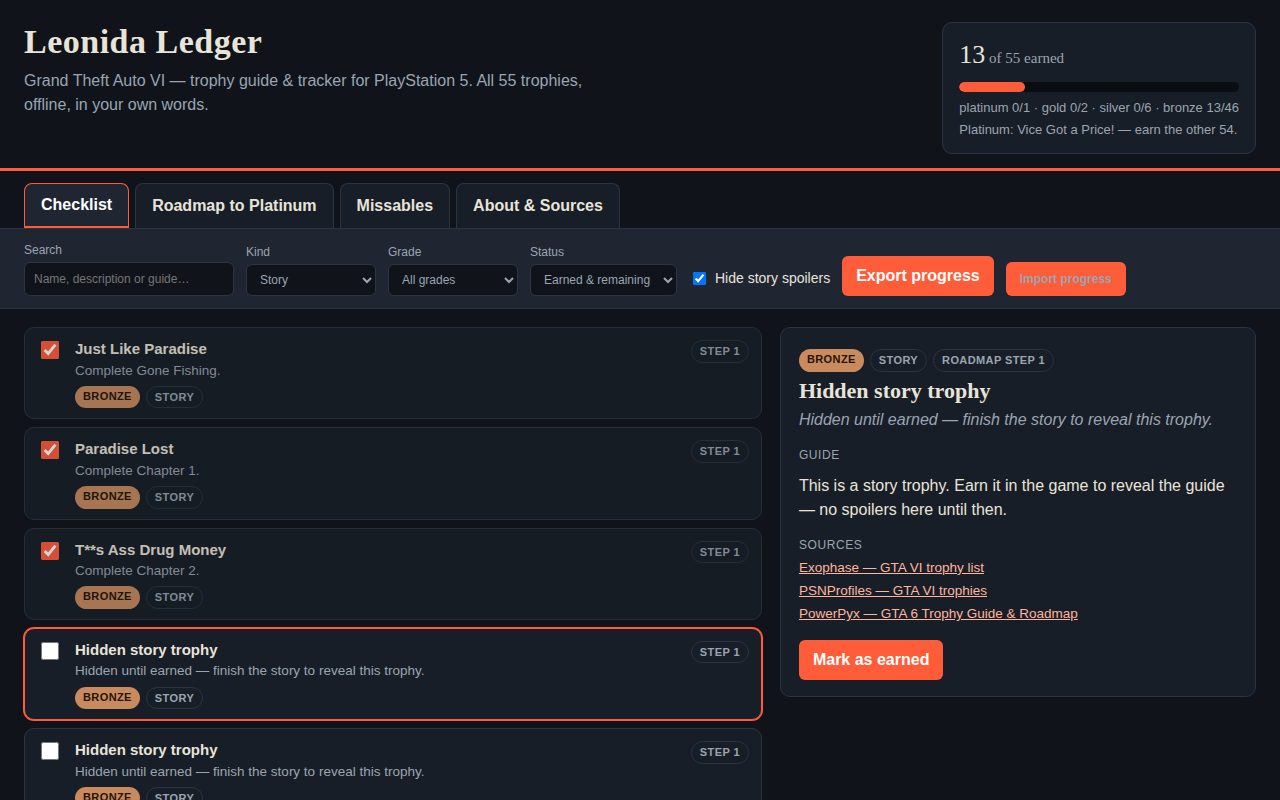 Leonida Ledger
Grand Theft Auto VI — trophy guide & tracker for PlayStation 5. All 55 trophies,
offline, in your own words.
13 of 55 earned
platinum 0/1 · gold 0/2 · silver 0/6 · bronze 13/46
Platinum: Vice Got a Price! — earn the other 54.
Checklist
Roadmap to Platinum
Missables
About & Sources
Search
Name, description or guide…
Kind
Story
Grade
All grades
Status
Earned & remaining
Hide story spoilers
Export progress
Import progress
Just Like Paradise
STEP 1
Complete Gone Fishing.
BRONZE
STORY
Paradise Lost
STEP 1
Complete Chapter 1.
BRONZE
STORY
T**s Ass Drug Money
STEP 1
Complete Chapter 2.
BRONZE
STORY
Hidden story trophy
STEP 1
Hidden until earned — finish the story to reveal this trophy.
BRONZE
STORY
Hidden story trophy
STEP 1
Hidden until earned — finish the story to reveal this trophy.
BRONZE
STORY
BRONZE
STORY
ROADMAP STEP 1
Hidden story trophy
Hidden until earned — finish the story to reveal this trophy.
GUIDE
This is a story trophy. Earn it in the game to reveal the guide
— no spoilers here until then.
SOURCES
Exophase — GTA VI trophy list
PSNProfiles — GTA VI trophies
PowerPyx — GTA 6 Trophy Guide & Roadmap
Mark as earned